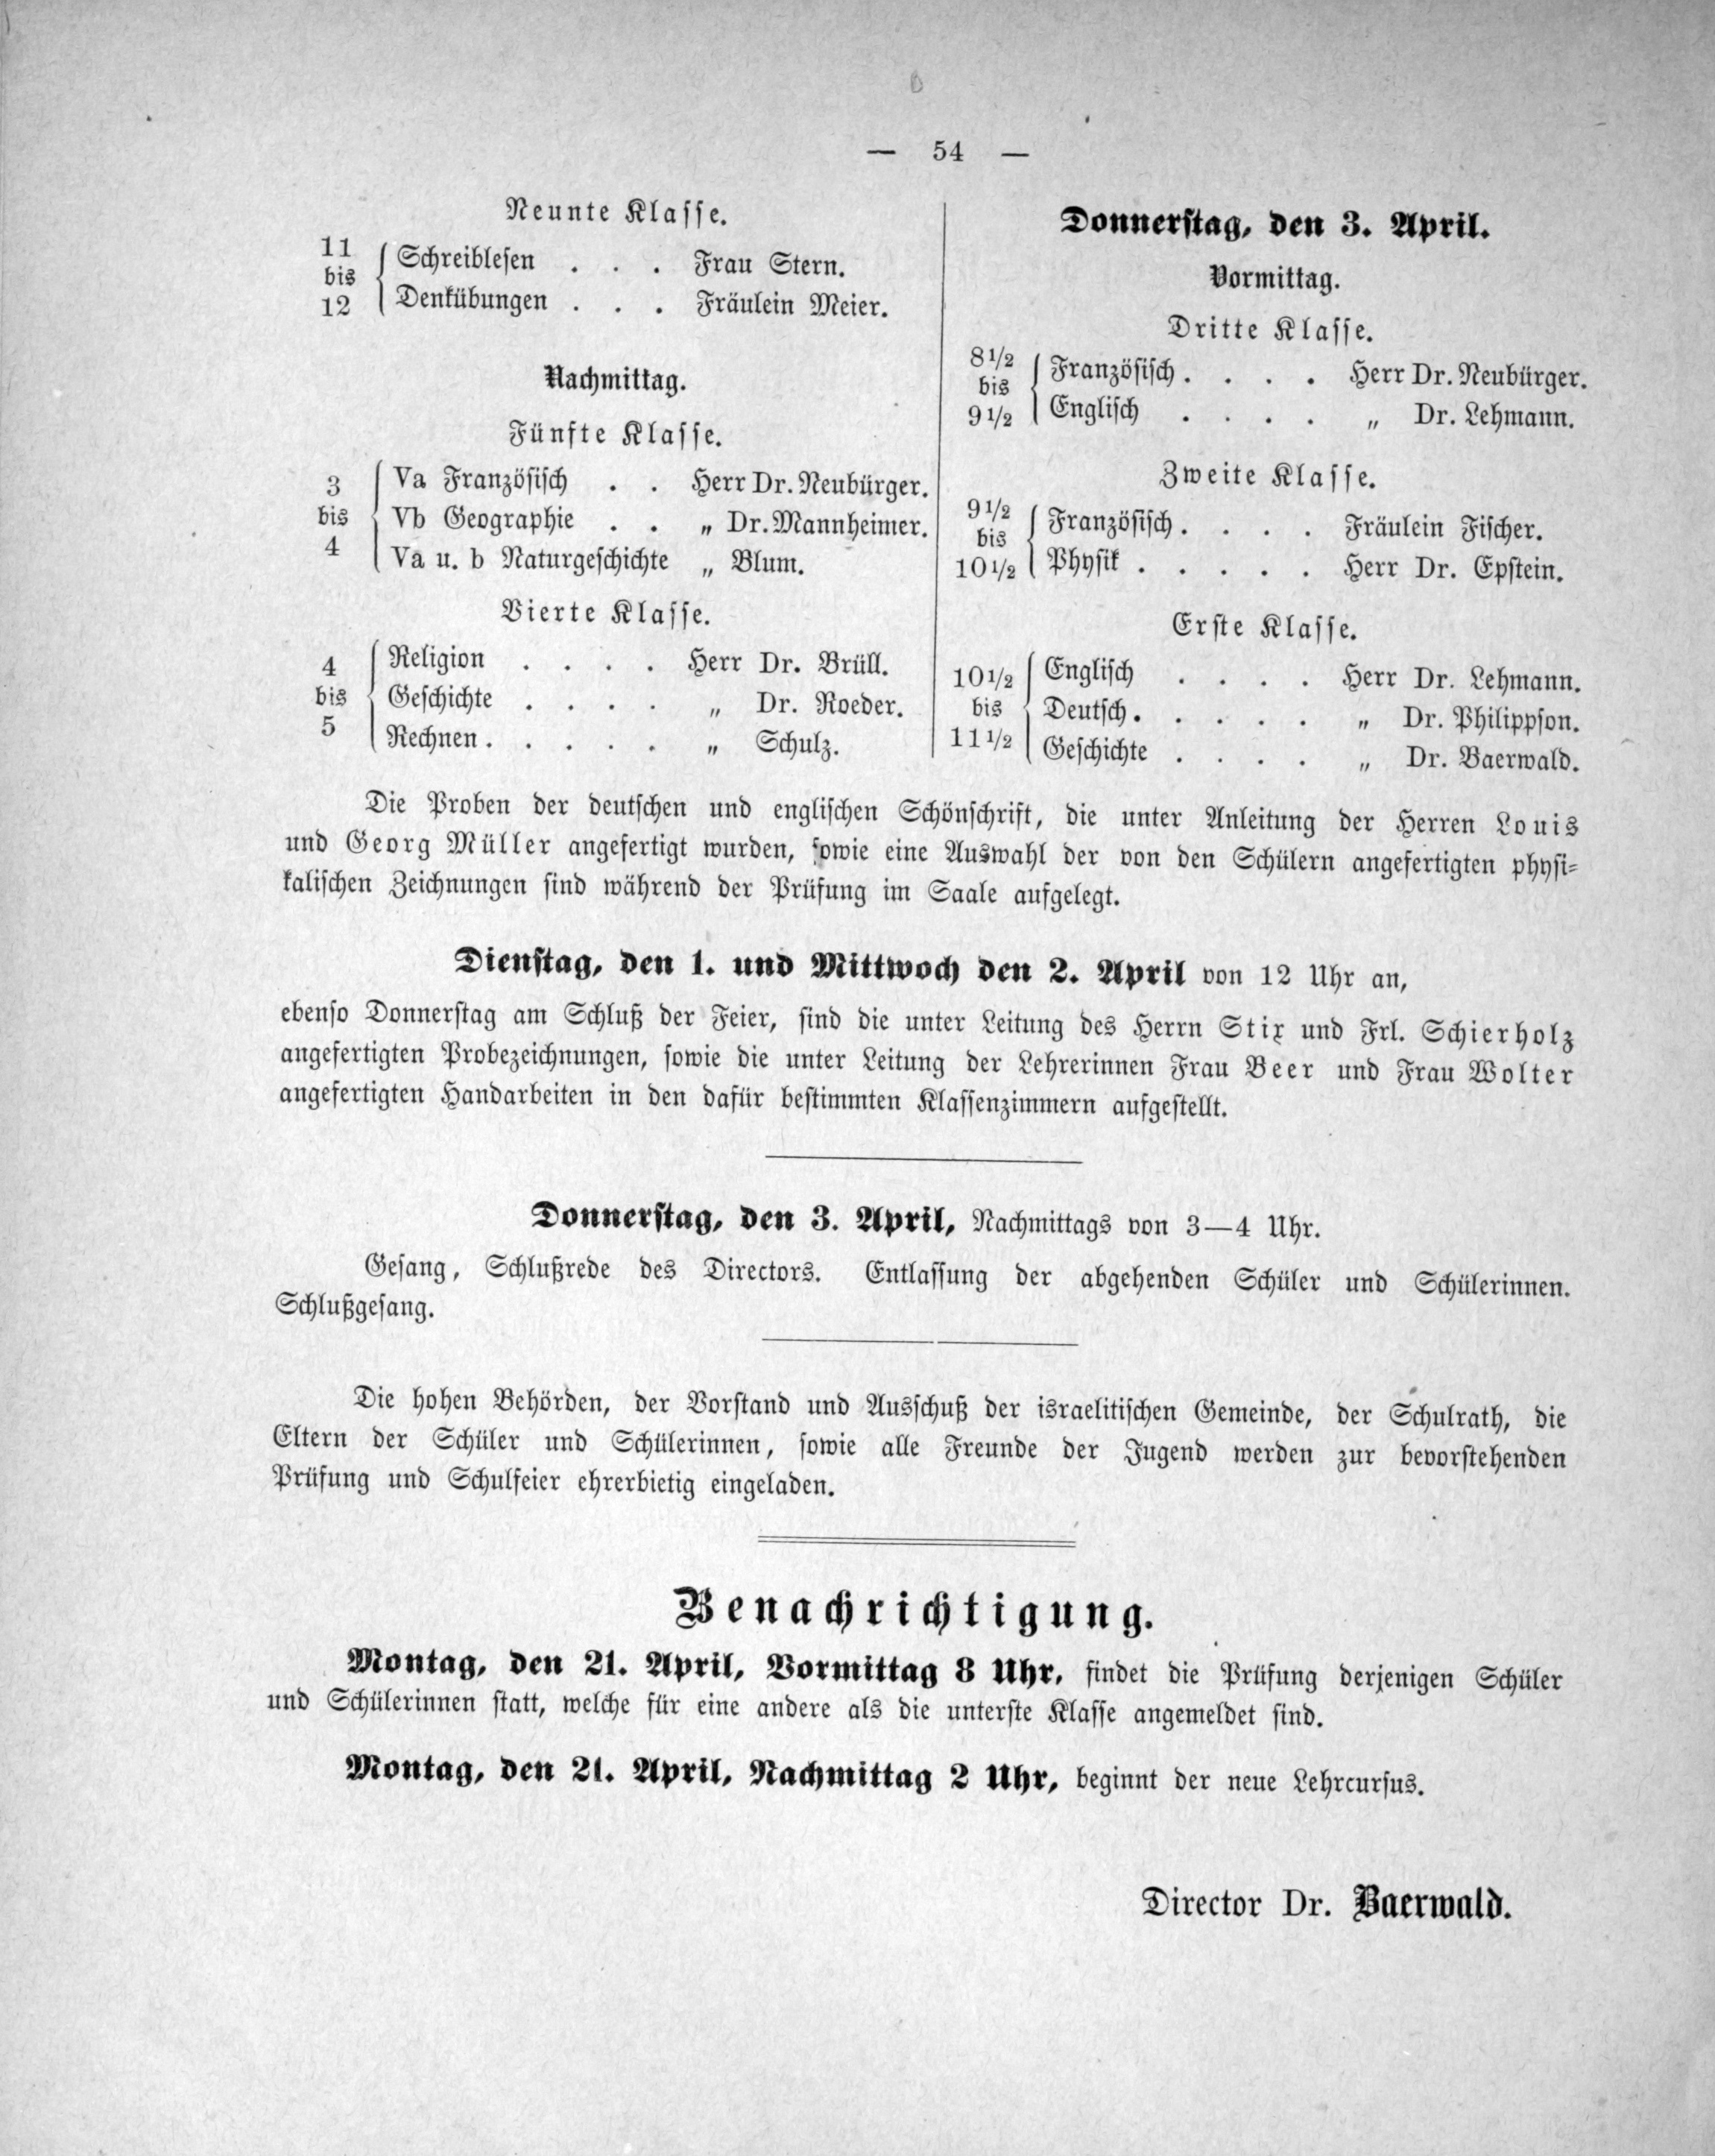 — 54 —
Neunte Klasse.
11 bis 12
Schreiblesen . . . Frau Stern.
Denkübungen . . . Fräulein Meier.
Nachmittag.
Fünfte Klasse.
3 bis 4
Va Französisch . . Herr Dr. Neubürger.
Vb Geographie . . „ Dr. Mannheimer.
Va u. b Naturgeschichte „ Blum.
Vierte Klasse.
4 bis 5
Religion . . . . Herr Dr. Brüll.
Geschichte . . . . „ Dr. Roeder.
Rechnen . . . . . „ Schulz.
Donnerstag, den 3. April.
Vormittag.
Dritte Klasse.
8 1/2 bis 9 1/2
Französisch . . . . Herr Dr. Neubürger.
Englisch . . . . „ Dr. Lehmann.
Zweite Klasse.
9 1/2 bis 10 1/2
Französisch . . . . Fräulein Fischer.
Physik . . . . . Herr Dr. Epstein.
Erste Klasse.
10 1/2 bis 11 1/2
Englisch . . . . Herr Dr. Lehmann.
Deutsch . . . . . „ Dr. Philippson.
Geschichte . . . . „ Dr. Baerwald.
Die Proben der deutschen und englischen Schönschrift, die unter Anleitung der Herren Louis
und Georg Müller angefertigt wurden, sowie eine Auswahl der von den Schülern angefertigten physi-
kalischen Zeichnungen sind während der Prüfung im Saale aufgelegt.
Dienstag, den 1. und Mittwoch den 2. April von 12 Uhr an,
ebenso Donnerstag am Schluß der Feier, sind die unter Leitung des Herrn Stix und Frl. Schierholz
angefertigten Probezeichnungen, sowie die unter Leitung der Lehrerinnen Frau Beer und Frau Wolter
angefertigten Handarbeiten in den dafür bestimmten Klassenzimmern aufgestellt.
Donnerstag, den 3. April, Nachmittags von 3—4 Uhr.
Gesang, Schlußrede des Directors. Entlassung der abgehenden Schüler und Schülerinnen.
Schlußgesang.
Die hohen Behörden, der Vorstand und Ausschuß der israelitischen Gemeinde, der Schulrath, die
Eltern der Schüler und Schülerinnen, sowie alle Freunde der Jugend werden zur bevorstehenden
Prüfung und Schulfeier ehrerbietig eingeladen.
Benachrichtigung.
Montag, den 21. April, Vormittag 8 Uhr, findet die Prüfung derjenigen Schüler
und Schülerinnen statt, welche für eine andere als die unterste Klasse angemeldet sind.
Montag, den 21. April, Nachmittag 2 Uhr, beginnt der neue Lehrcursus.
Director Dr. Baerwald.